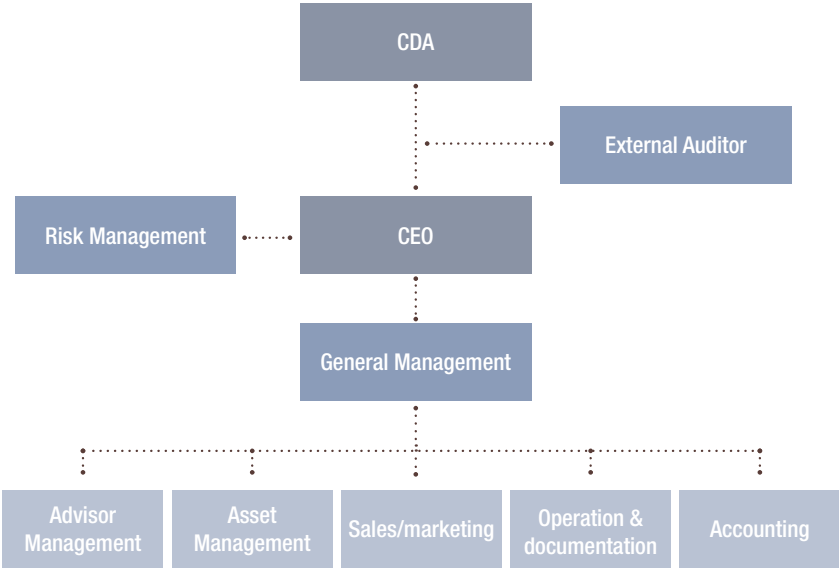 CDA
External Auditor
Risk Management
CEO
General Management
Advisor
Management
Asset
Management
Sales/marketing
Operation &
documentation
Accounting